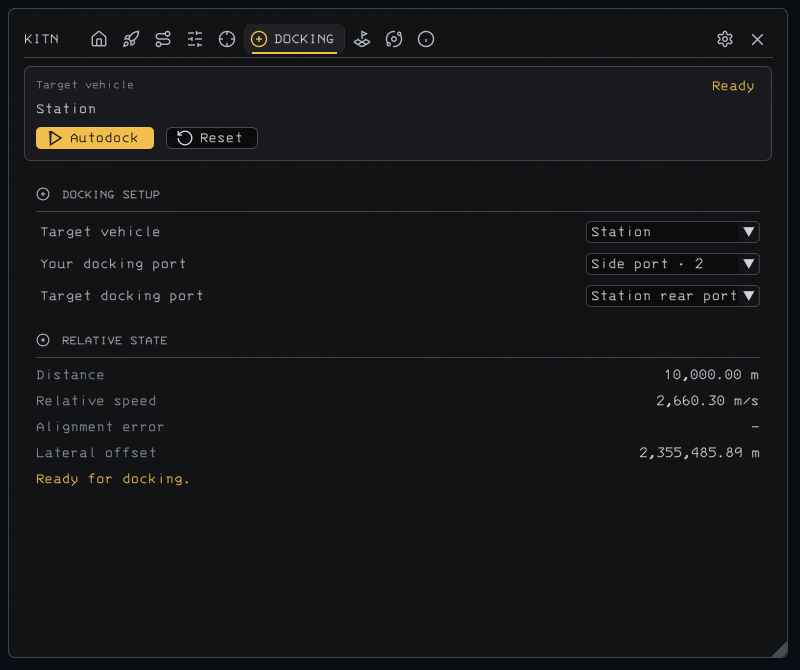 KITN DOCKING
Target vehicle
Ready
Station
Autodock Reset
DOCKING SETUP
Target vehicle Station
Your docking port Side port · 2
Target docking port Station rear port
RELATIVE STATE
Distance 10,000.00 m
Relative speed 2,660.30 m/s
Alignment error –
Lateral offset 2,355,485.89 m
Ready for docking.